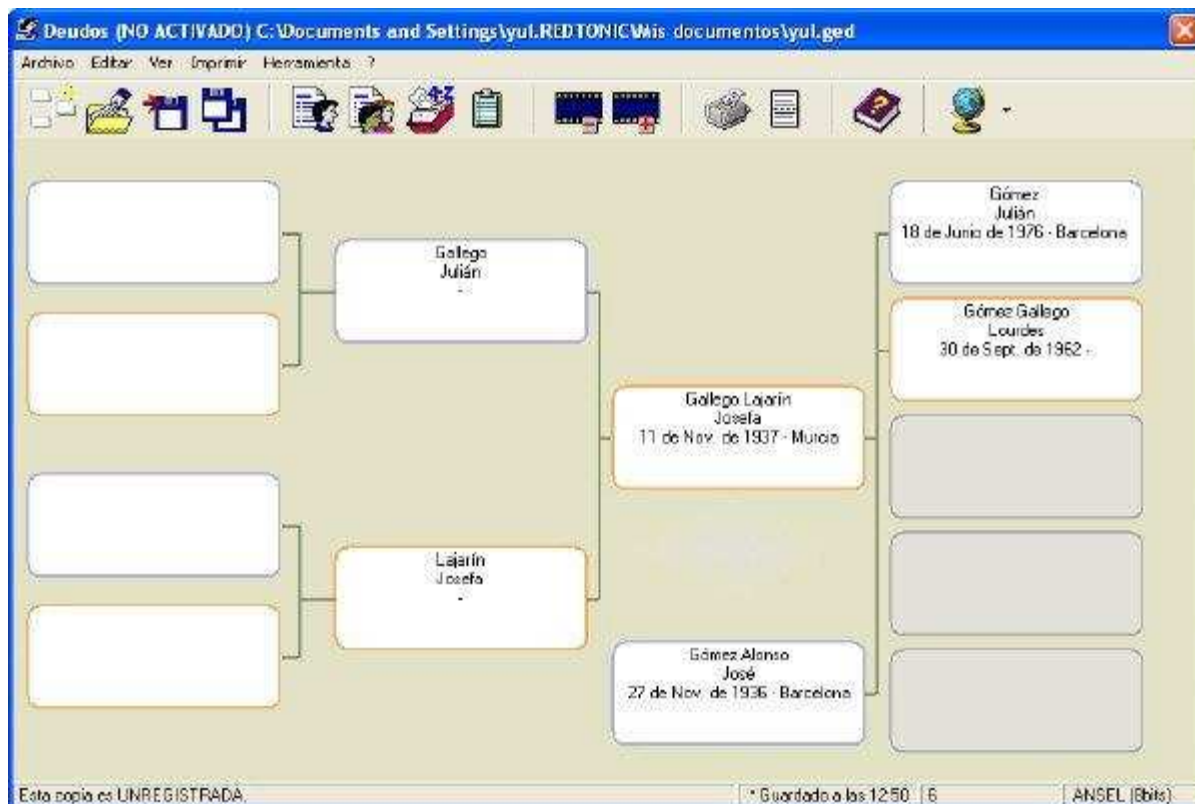 Deudos (NO ACTIVADO) C:\Documents and Settings\yul.REDTONIC\Mis documentos\yul.ged
Archivo Editar Ver Imprimir Herramienta ?
A-Z
Gallego
Julián
-
Lajarín
Josefa
-
Gallego Lajarín
Josefa
11 de Nov. de 1937 - Murcia
Gómez Alonso
José
27 de Nov. de 1936 - Barcelona
Gómez
Julián
18 de Junio de 1976 - Barcelona
Gómez Gallego
Lourdes
30 de Sept. de 1962 -
Esta copia es UNREGISTRADA.
* Guardado a las 12:50
6
ANSEL (8bits)